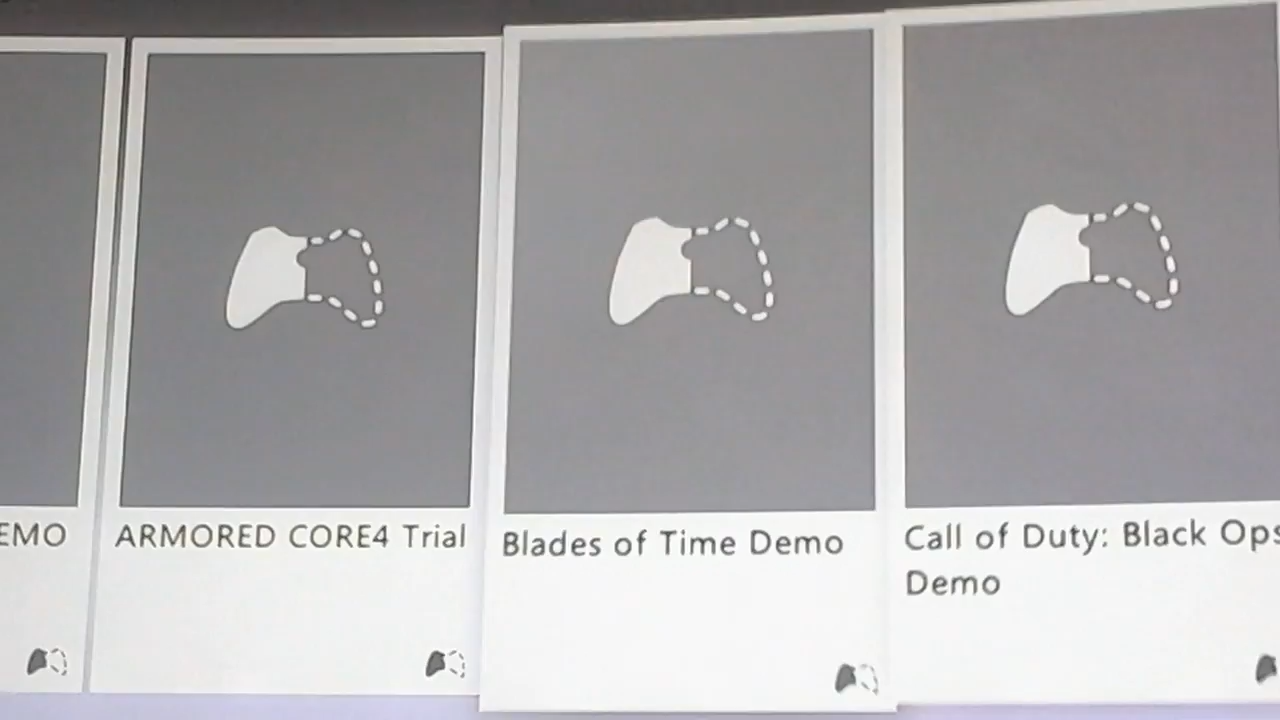 EMO
ARMORED CORE4 Trial
Blades of Time Demo
Call of Duty: Black Ops
Demo